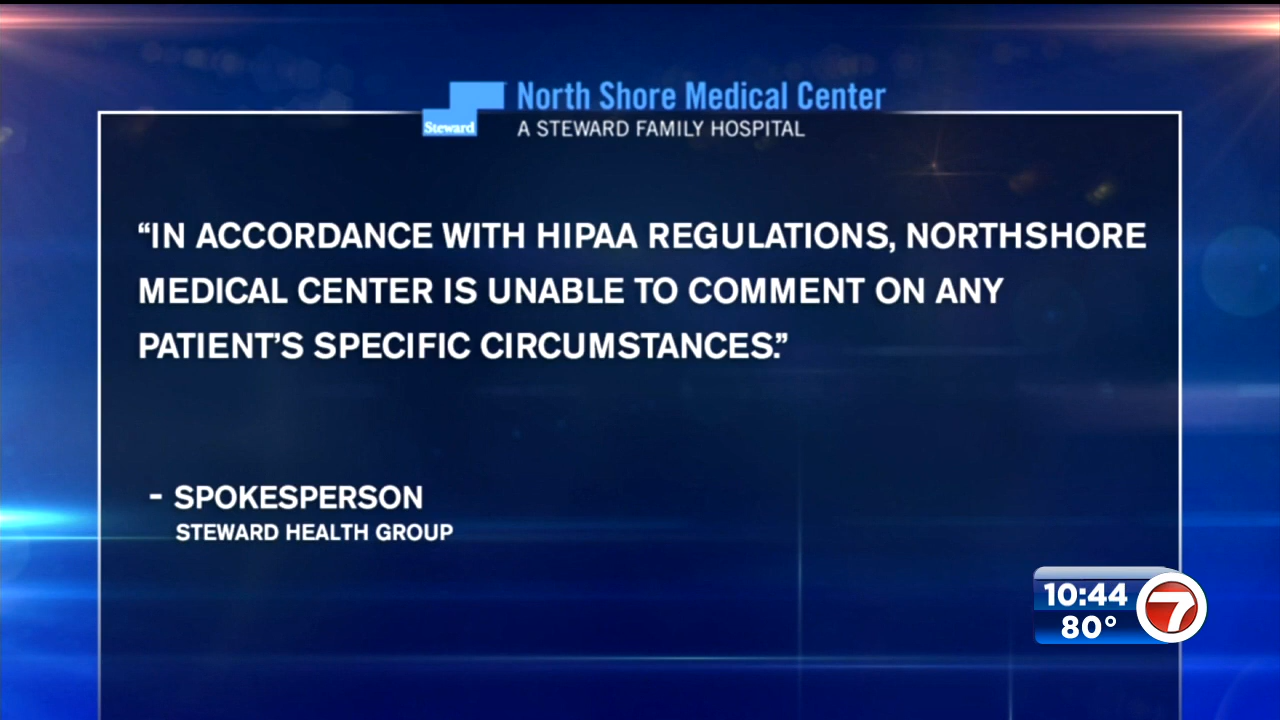 North Shore Medical Center
Steward
A STEWARD FAMILY HOSPITAL
“IN ACCORDANCE WITH HIPAA REGULATIONS, NORTHSHORE
MEDICAL CENTER IS UNABLE TO COMMENT ON ANY
PATIENT’S SPECIFIC CIRCUMSTANCES.”
- SPOKESPERSON
STEWARD HEALTH GROUP
10:44
80°
7